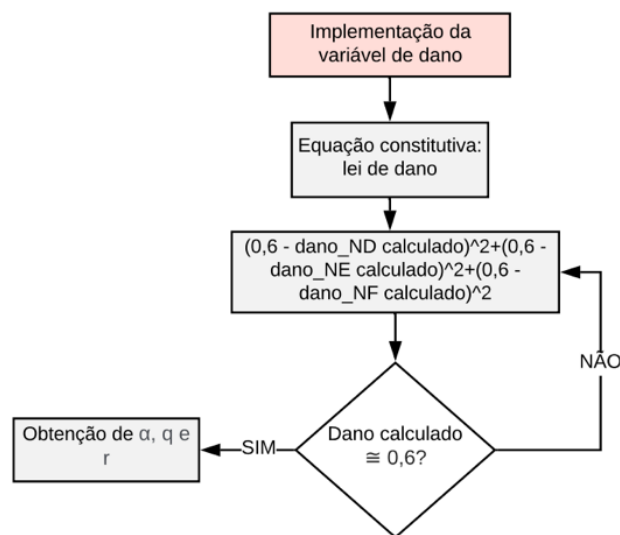 Implementação da
variável de dano
Equação constitutiva:
lei de dano
(0,6 - dano_ND calculado)^2+(0,6 -
dano_NE calculado)^2+(0,6 -
dano_NF calculado)^2
NÃO
Dano calculado
≅ 0,6?
SIM
Obtenção de α, q e
r